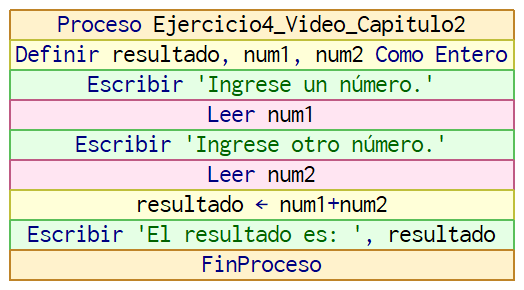 Proceso Ejercicio4_Video_Capitulo2
Definir resultado, num1, num2 Como Entero
Escribir 'Ingrese un número.'
Leer num1
Escribir 'Ingrese otro número.'
Leer num2
resultado ← num1+num2
Escribir 'El resultado es: ', resultado
FinProceso